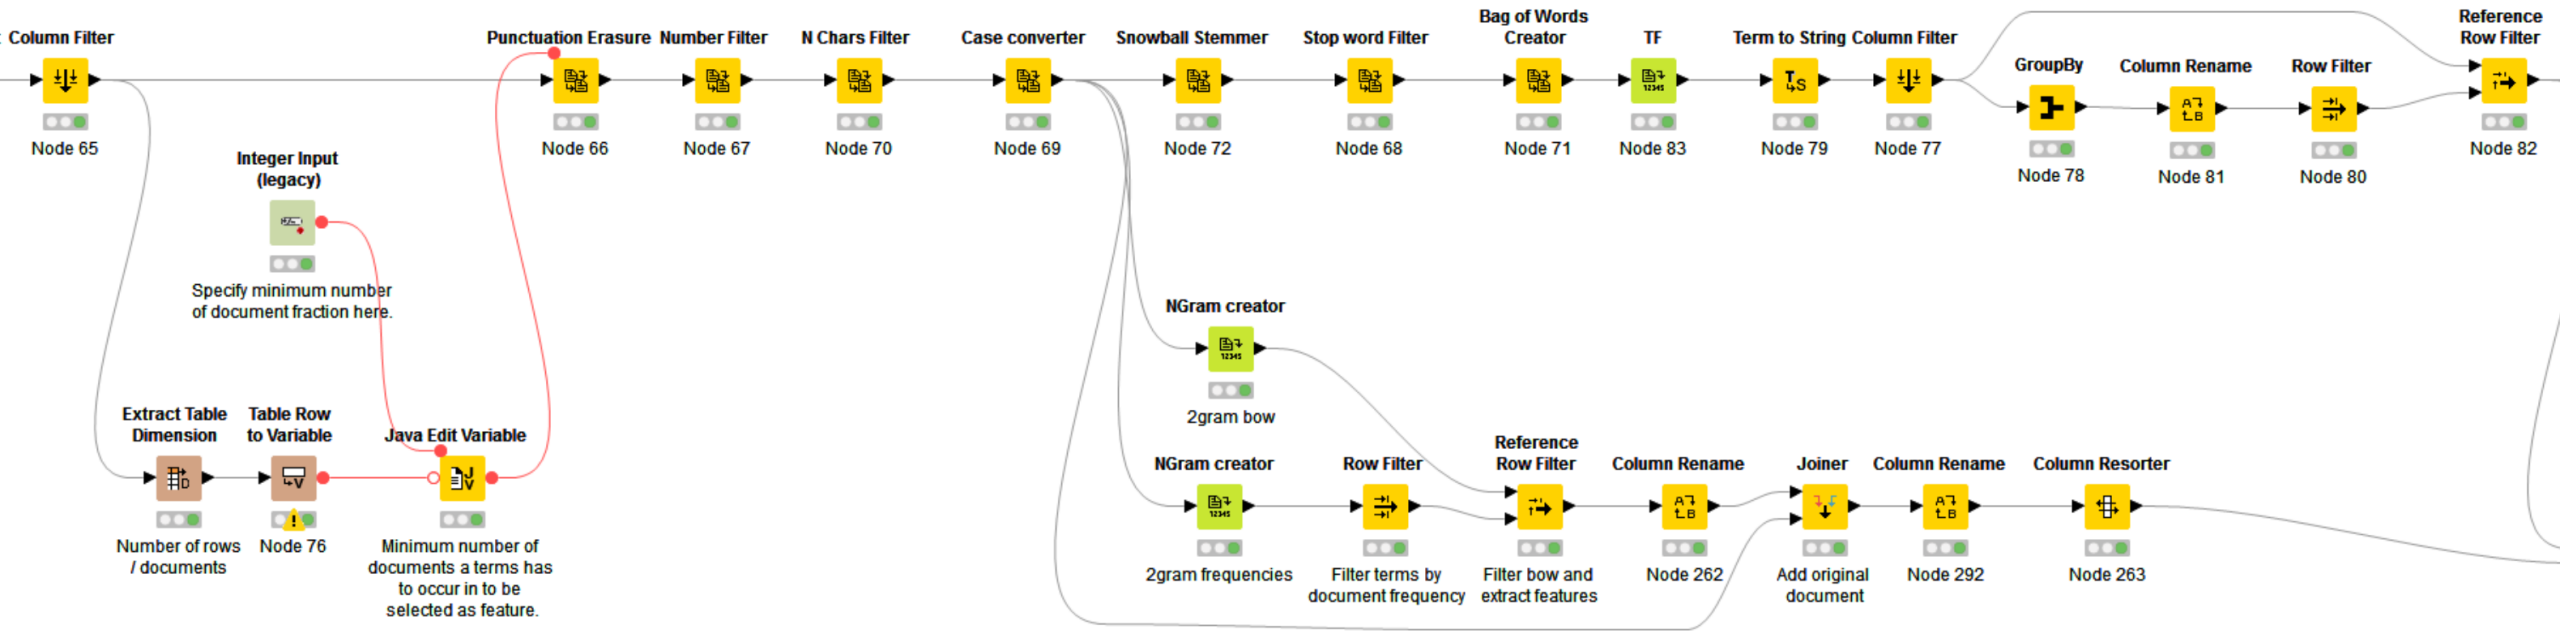 : Column Filter
Node 65
Punctuation Erasure
Node 66
Number Filter
Node 67
N Chars Filter
Node 70
Case converter
Node 69
Snowball Stemmer
Node 72
Stop word Filter
Node 68
Bag of Words
Creator
Node 71
TF
Node 83
Term to String
Node 79
Column Filter
Node 77
GroupBy
Node 78
Column Rename
Node 81
Row Filter
Node 80
Reference
Row Filter
Node 82
Integer Input
(legacy)
Specify minimum number
of document fraction here.
Extract Table
Dimension
Number of rows
/ documents
Table Row
to Variable
Node 76
Java Edit Variable
Minimum number of
documents a terms has
to occur in to be
selected as feature.
NGram creator
2gram bow
NGram creator
2gram frequencies
Row Filter
Filter terms by
document frequency
Reference
Row Filter
Filter bow and
extract features
Column Rename
Node 262
Joiner
Add original
document
Column Rename
Node 292
Column Resorter
Node 263